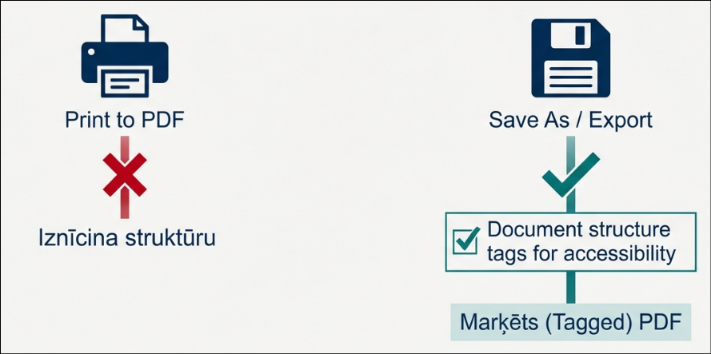 Print to PDF
Iznīcina struktūru
Save As / Export
Document structure
tags for accessibility
Marķēts (Tagged) PDF